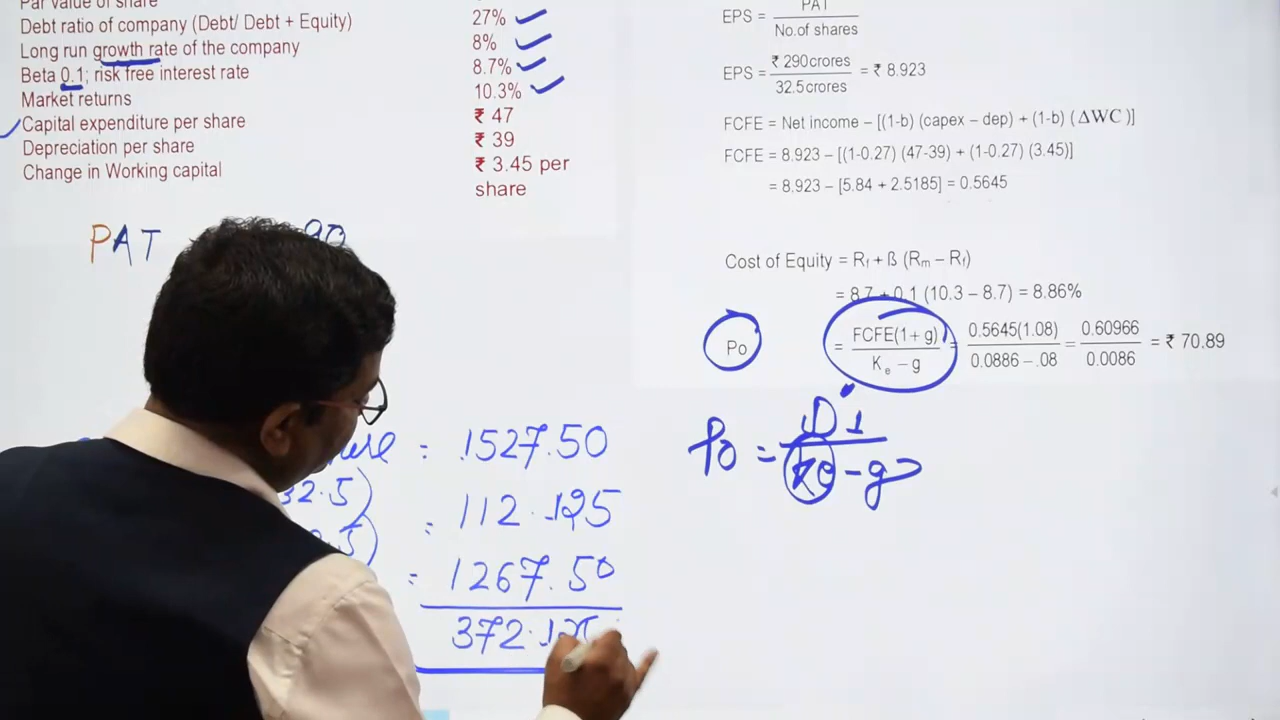 Par value of share
Debt ratio of company (Debt/ Debt + Equity) 27%
Long run growth rate of the company 8%
Beta 0.1; risk free interest rate 8.7%
Market returns 10.3%
Capital expenditure per share ₹ 47
Depreciation per share ₹ 39
Change in Working capital ₹ 3.45 per
share
PAT 90
: 1527.50
32.5)
= 112.125
.5)
= 1267.50
372.125
EPS = PAT
No.of shares
EPS = ₹ 290crores
32.5crores
= ₹ 8.923
FCFE = Net income – [(1-b) (capex – dep) + (1-b) (ΔWC )]
FCFE = 8.923 – [(1-0.27) (47-39) + (1-0.27) (3.45)]
= 8.923 – [5.84 + 2.5185] = 0.5645
Cost of Equity = Rf + ß (Rm – Rf)
= 8.7 + 0.1 (10.3 – 8.7) = 8.86%
Po = FCFE(1+ g) = 0.5645(1.08) = 0.60966 = ₹ 70.89
Ke – g 0.0886 – .08 0.0086
Po = D1
Ke - g